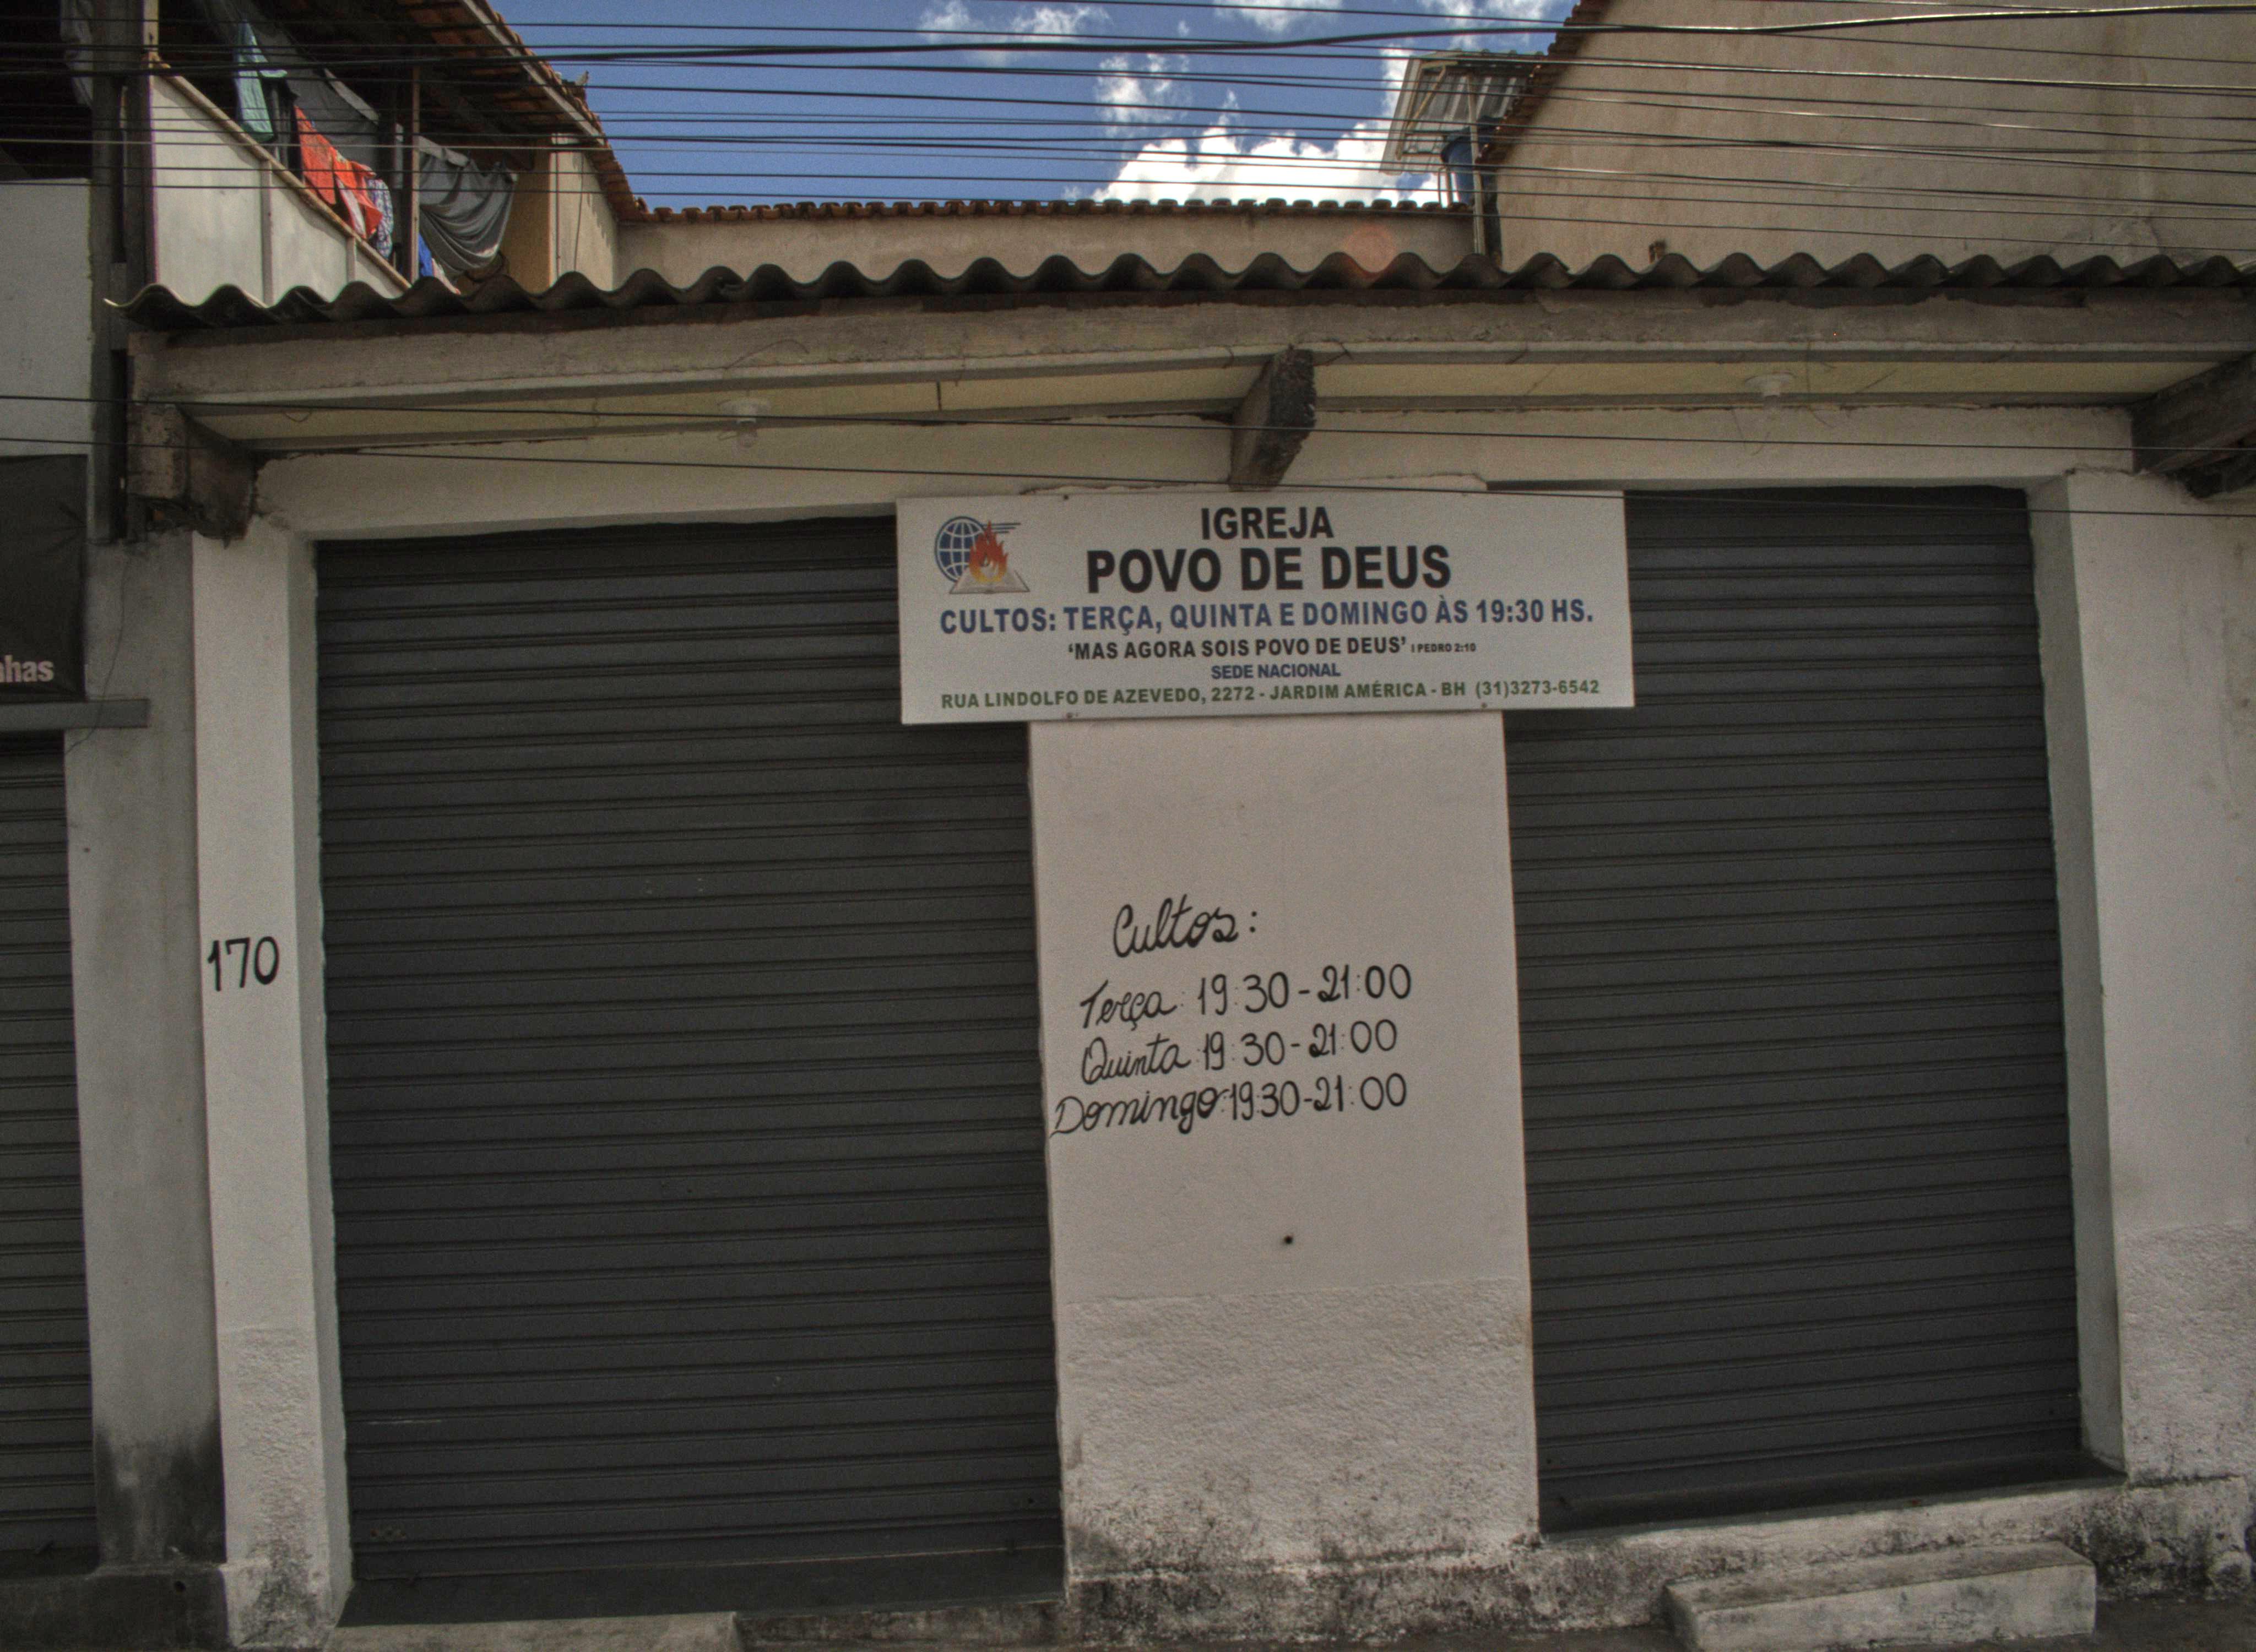 IGREJA
POVO DE DEUS
CULTOS: TERÇA, QUINTA E DOMINGO ÀS 19:30 HS.
'MAS AGORA SOIS POVO DE DEUS' I PEDRO 2:10
SEDE NACIONAL
RUA LINDOLFO DE AZEVEDO, 2272 - JARDIM AMÉRICA - BH (31)3273-6542
170
Cultos:
Terça: 19:30-21:00
Quinta: 19:30-21:00
Domingo: 19:30-21:00